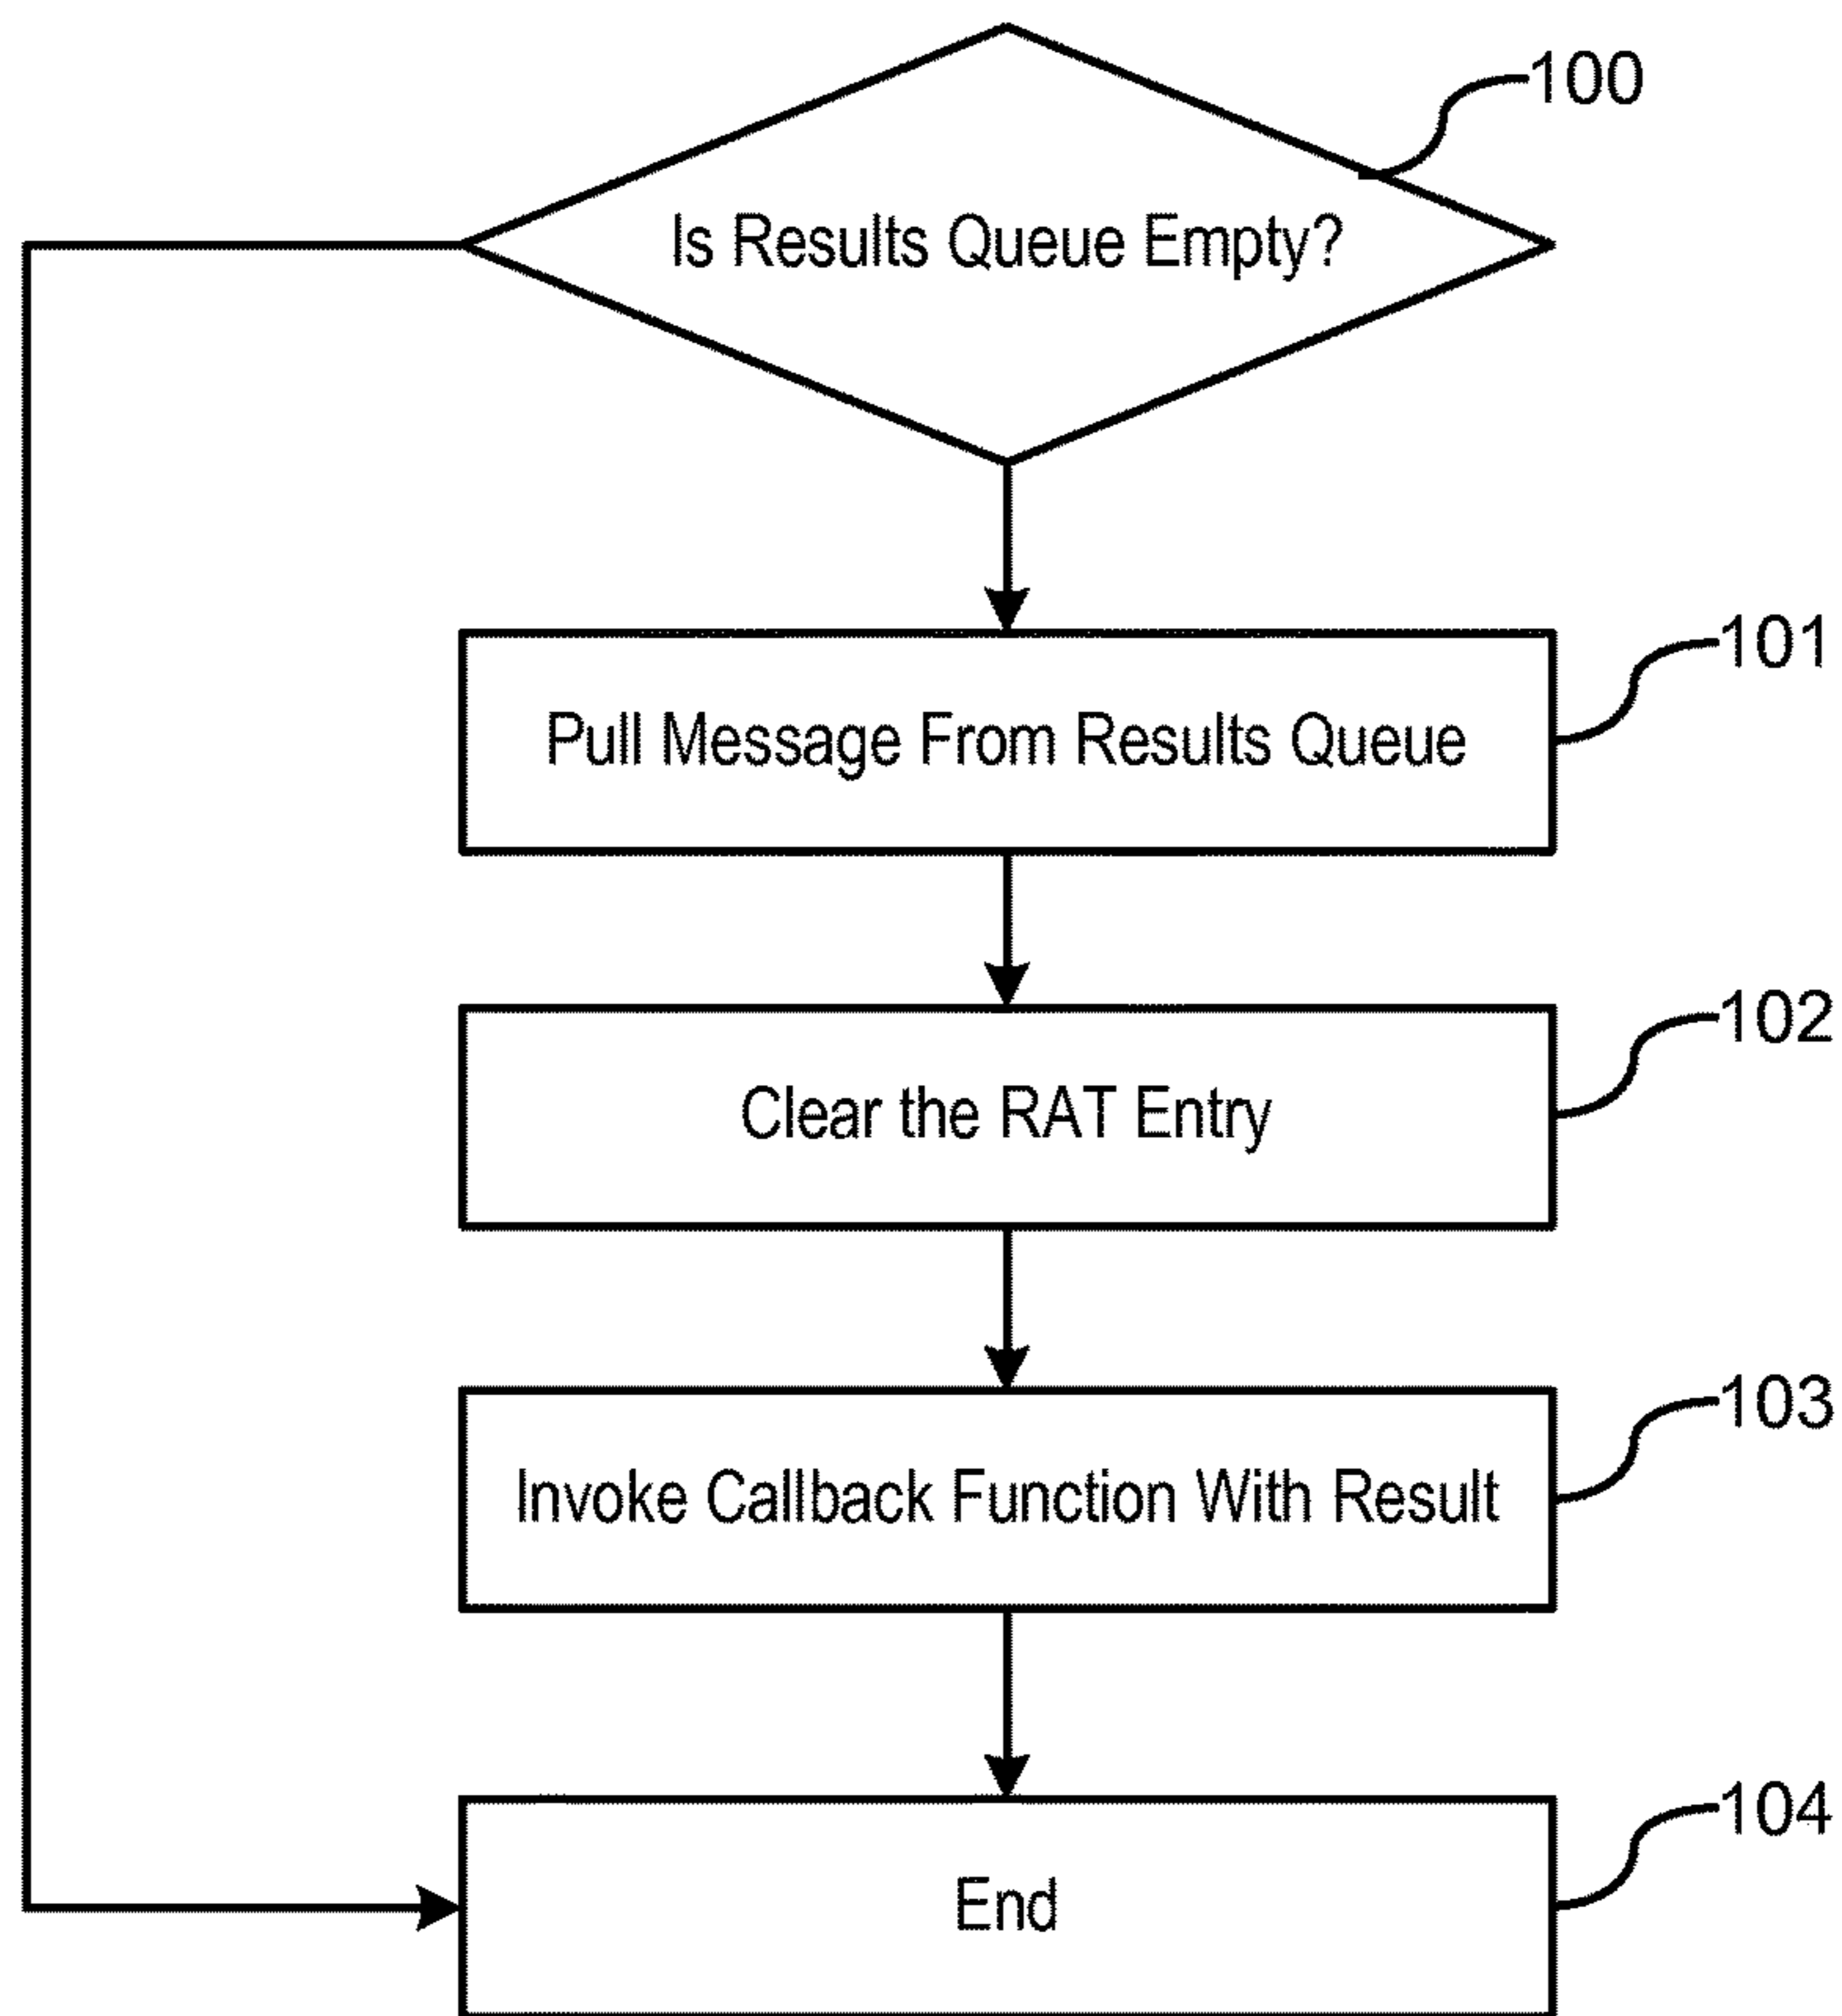 100
Is Results Queue Empty?
101
Pull Message From Results Queue
102
Clear the RAT Entry
103
Invoke Callback Function With Result
104
End